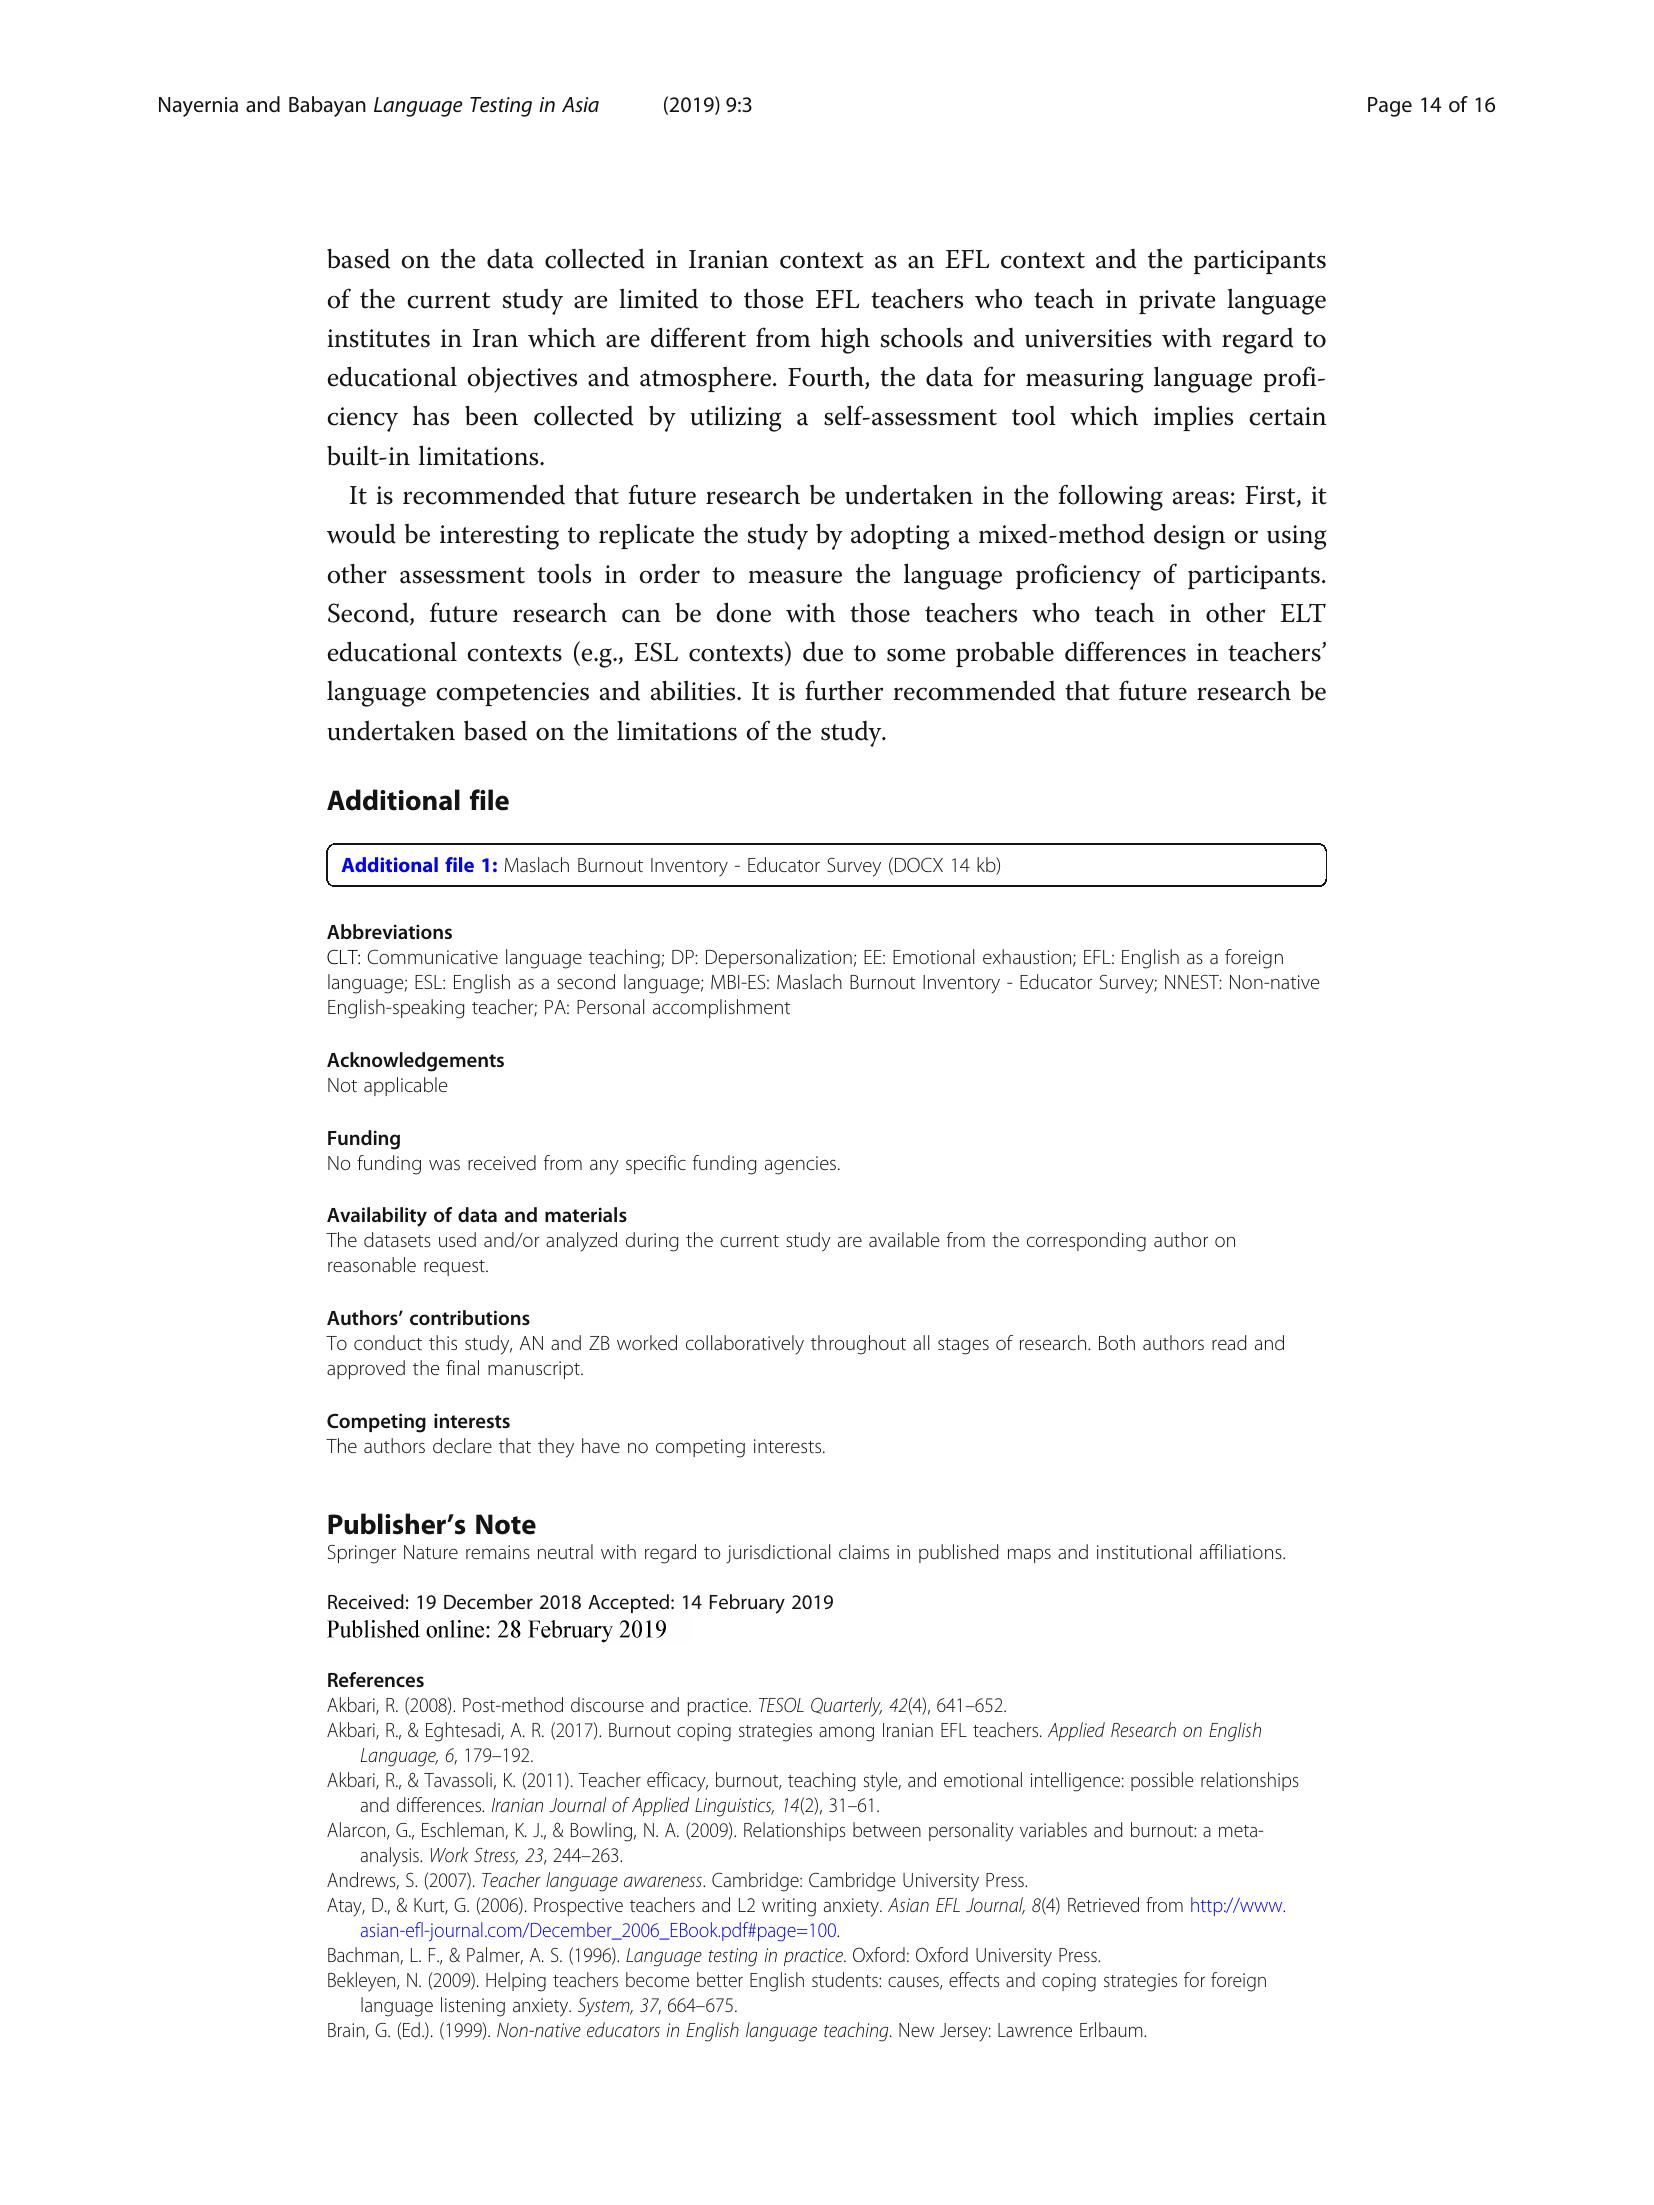 Nayernia and Babayan Language Testing in Asia (2019) 9:3 Page 14 of 16
based on the data collected in Iranian context as an EFL context and the participants
of the current study are limited to those EFL teachers who teach in private language
institutes in Iran which are different from high schools and universities with regard to
educational objectives and atmosphere. Fourth, the data for measuring language profi-
ciency has been collected by utilizing a self-assessment tool which implies certain
built-in limitations.
It is recommended that future research be undertaken in the following areas: First, it
would be interesting to replicate the study by adopting a mixed-method design or using
other assessment tools in order to measure the language proficiency of participants.
Second, future research can be done with those teachers who teach in other ELT
educational contexts (e.g., ESL contexts) due to some probable differences in teachers’
language competencies and abilities. It is further recommended that future research be
undertaken based on the limitations of the study.
Additional file
Additional file 1: Maslach Burnout Inventory - Educator Survey (DOCX 14 kb)
Abbreviations
CLT: Communicative language teaching; DP: Depersonalization; EE: Emotional exhaustion; EFL: English as a foreign
language; ESL: English as a second language; MBI-ES: Maslach Burnout Inventory - Educator Survey; NNEST: Non-native
English-speaking teacher; PA: Personal accomplishment
Acknowledgements
Not applicable
Funding
No funding was received from any specific funding agencies.
Availability of data and materials
The datasets used and/or analyzed during the current study are available from the corresponding author on
reasonable request.
Authors’ contributions
To conduct this study, AN and ZB worked collaboratively throughout all stages of research. Both authors read and
approved the final manuscript.
Competing interests
The authors declare that they have no competing interests.
Publisher’s Note
Springer Nature remains neutral with regard to jurisdictional claims in published maps and institutional affiliations.
Received: 19 December 2018 Accepted: 14 February 2019
Published online: 28 February 2019
References
Akbari, R. (2008). Post-method discourse and practice. TESOL Quarterly, 42(4), 641–652.
Akbari, R., & Eghtesadi, A. R. (2017). Burnout coping strategies among Iranian EFL teachers. Applied Research on English
Language, 6, 179–192.
Akbari, R., & Tavassoli, K. (2011). Teacher efficacy, burnout, teaching style, and emotional intelligence: possible relationships
and differences. Iranian Journal of Applied Linguistics, 14(2), 31–61.
Alarcon, G., Eschleman, K. J., & Bowling, N. A. (2009). Relationships between personality variables and burnout: a meta-
analysis. Work Stress, 23, 244–263.
Andrews, S. (2007). Teacher language awareness. Cambridge: Cambridge University Press.
Atay, D., & Kurt, G. (2006). Prospective teachers and L2 writing anxiety. Asian EFL Journal, 8(4) Retrieved from http://www.
asian-efl-journal.com/December_2006_EBook.pdf#page=100.
Bachman, L. F., & Palmer, A. S. (1996). Language testing in practice. Oxford: Oxford University Press.
Bekleyen, N. (2009). Helping teachers become better English students: causes, effects and coping strategies for foreign
language listening anxiety. System, 37, 664–675.
Brain, G. (Ed.). (1999). Non-native educators in English language teaching. New Jersey: Lawrence Erlbaum.